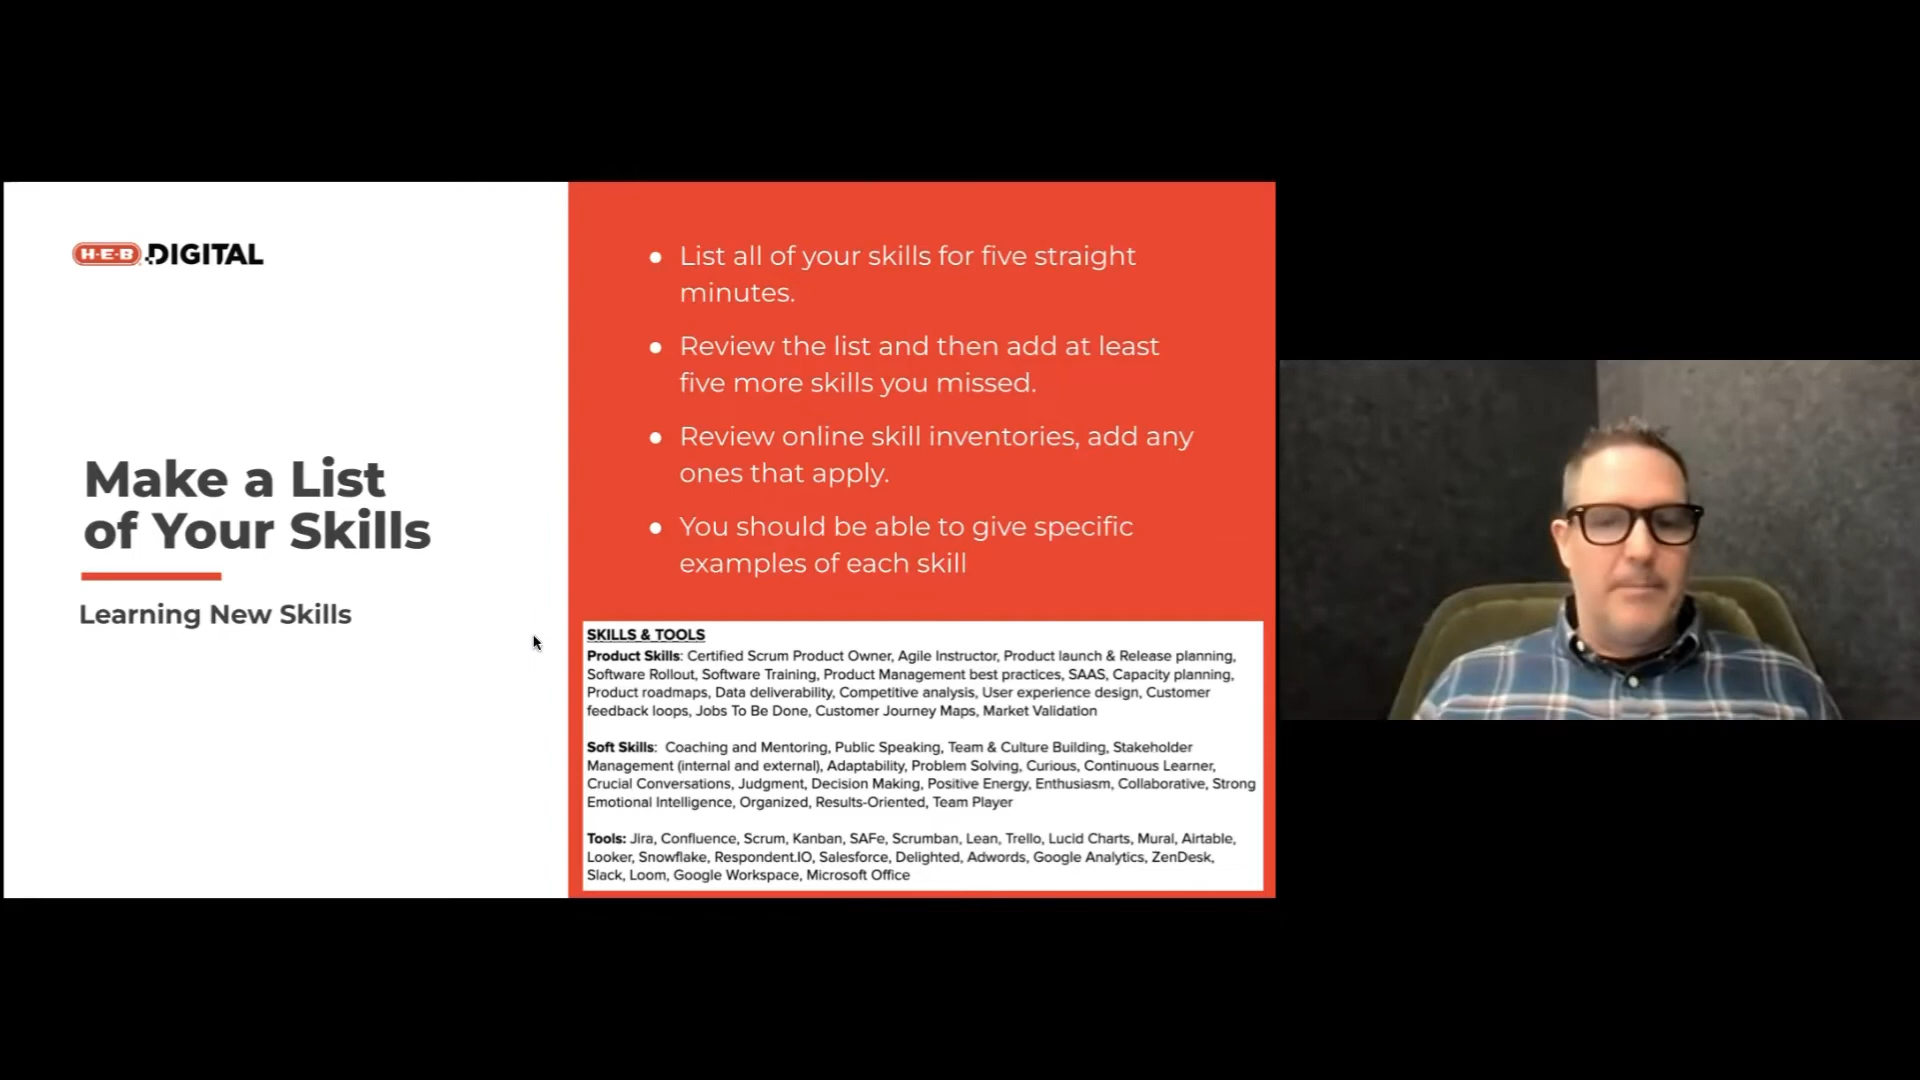 H-E-B DIGITAL
Make a List
of Your Skills
Learning New Skills
● List all of your skills for five straight
minutes.
● Review the list and then add at least
five more skills you missed.
● Review online skill inventories, add any
ones that apply.
● You should be able to give specific
examples of each skill
SKILLS & TOOLS
Product Skills: Certified Scrum Product Owner, Agile Instructor, Product launch & Release planning,
Software Rollout, Software Training, Product Management best practices, SAAS, Capacity planning,
Product roadmaps, Data deliverability, Competitive analysis, User experience design, Customer
feedback loops, Jobs To Be Done, Customer Journey Maps, Market Validation
Soft Skills: Coaching and Mentoring, Public Speaking, Team & Culture Building, Stakeholder
Management (internal and external), Adaptability, Problem Solving, Curious, Continuous Learner,
Crucial Conversations, Judgment, Decision Making, Positive Energy, Enthusiasm, Collaborative, Strong
Emotional Intelligence, Organized, Results-Oriented, Team Player
Tools: Jira, Confluence, Scrum, Kanban, SAFe, Scrumban, Lean, Trello, Lucid Charts, Mural, Airtable,
Looker, Snowflake, Respondent.IO, Salesforce, Delighted, Adwords, Google Analytics, ZenDesk,
Slack, Loom, Google Workspace, Microsoft Office